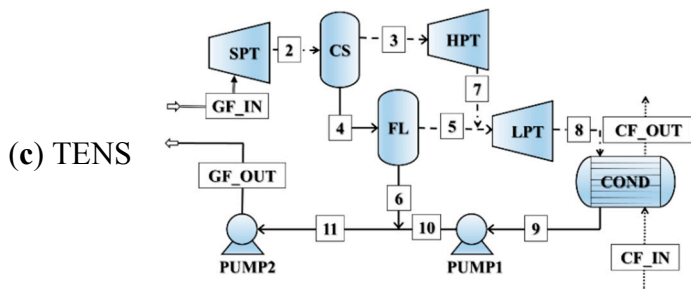 SPT
2
CS
3
HPT
GF_IN
7
4
FL
5
LPT
8
CF_OUT
(c) TENS
GF_OUT
COND
6
11
10
9
PUMP2
PUMP1
CF_IN